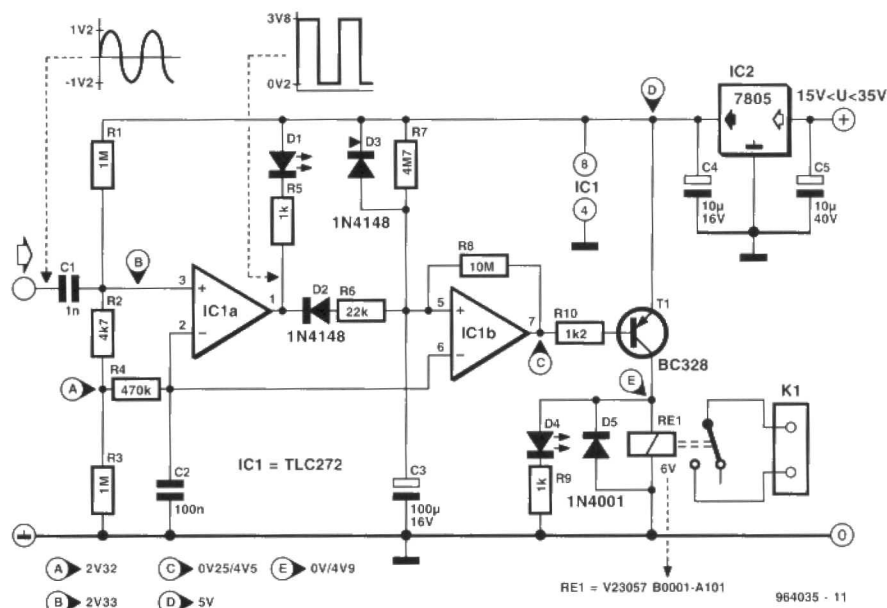 1V2
-1V2
3V8
0V2
D
IC2
7805
15V<U<35V
+
R1
1M
D1
R5
1k
D3
1N4148
R7
4M7
8
IC1
4
C4
10µ
16V
C5
10µ
40V
C1
1n
B
R2
4k7
3
+
2
−
IC1a
1
D2
1N4148
R6
22k
R8
10M
5
+
6
−
IC1b
7
C
R10
1k2
T1
BC328
A
R4
470k
E
K1
R3
1M
C2
100n
IC1 = TLC272
C3
100µ
16V
D4
R9
1k
D5
1N4001
RE1
6V
0
A 2V32
C 0V25/4V5
E 0V/4V9
RE1 = V23057 B0001-A101
B 2V33
D 5V
964035 - 11